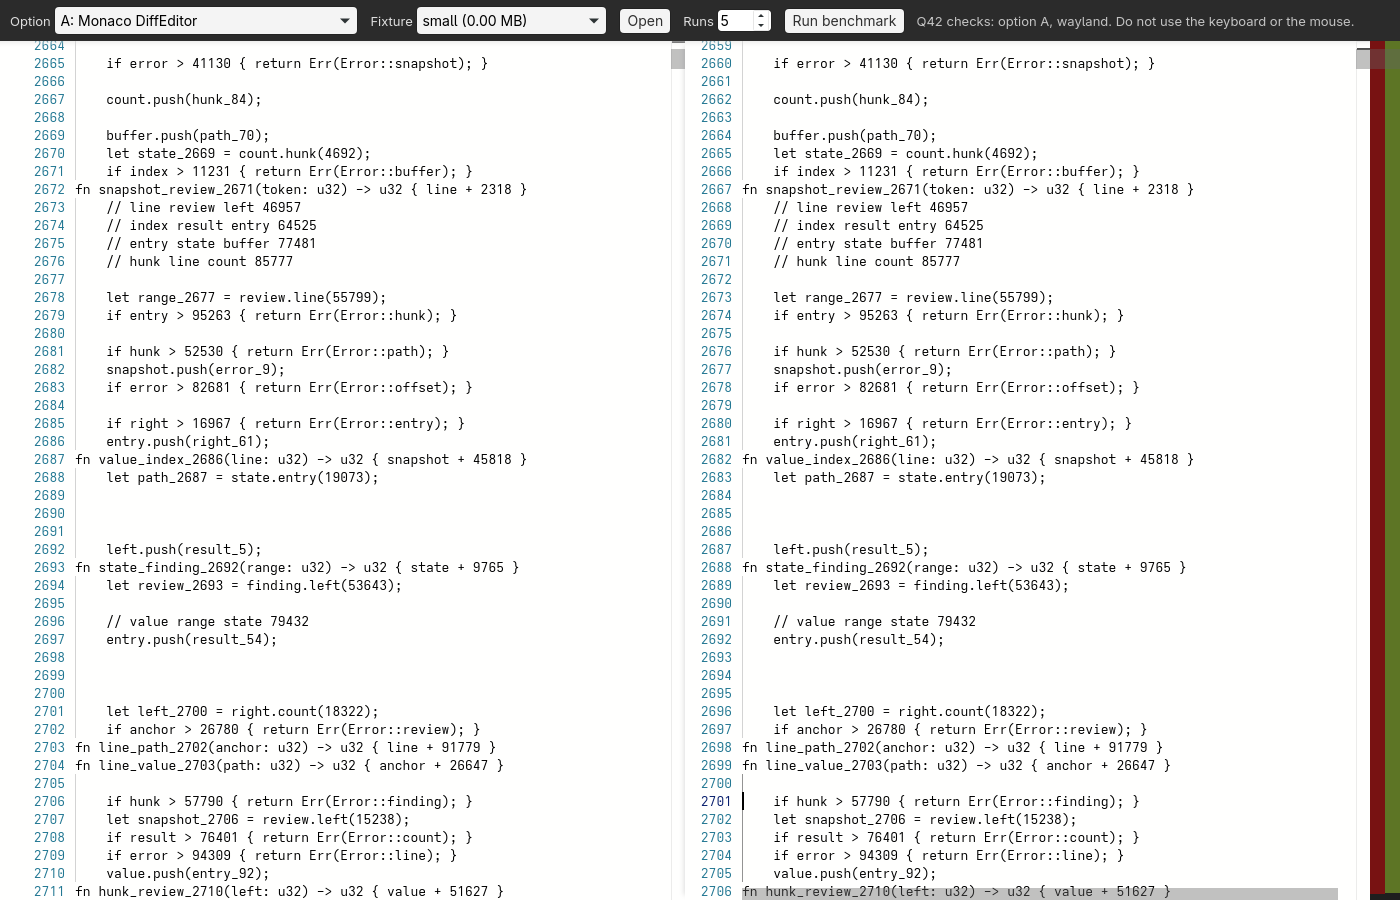 Option A: Monaco DiffEditor Fixture small (0.00 MB) Open Runs 5 Run benchmark Q42 checks: option A, wayland. Do not use the keyboard or the mouse.
2664
2665 if error > 41130 { return Err(Error::snapshot); }
2666
2667 count.push(hunk_84);
2668
2669 buffer.push(path_70);
2670 let state_2669 = count.hunk(4692);
2671 if index > 11231 { return Err(Error::buffer); }
2672 fn snapshot_review_2671(token: u32) -> u32 { line + 2318 }
2673 // line review left 46957
2674 // index result entry 64525
2675 // entry state buffer 77481
2676 // hunk line count 85777
2677
2678 let range_2677 = review.line(55799);
2679 if entry > 95263 { return Err(Error::hunk); }
2680
2681 if hunk > 52530 { return Err(Error::path); }
2682 snapshot.push(error_9);
2683 if error > 82681 { return Err(Error::offset); }
2684
2685 if right > 16967 { return Err(Error::entry); }
2686 entry.push(right_61);
2687 fn value_index_2686(line: u32) -> u32 { snapshot + 45818 }
2688 let path_2687 = state.entry(19073);
2689
2690
2691
2692 left.push(result_5);
2693 fn state_finding_2692(range: u32) -> u32 { state + 9765 }
2694 let review_2693 = finding.left(53643);
2695
2696 // value range state 79432
2697 entry.push(result_54);
2698
2699
2700
2701 let left_2700 = right.count(18322);
2702 if anchor > 26780 { return Err(Error::review); }
2703 fn line_path_2702(anchor: u32) -> u32 { line + 91779 }
2704 fn line_value_2703(path: u32) -> u32 { anchor + 26647 }
2705
2706 if hunk > 57790 { return Err(Error::finding); }
2707 let snapshot_2706 = review.left(15238);
2708 if result > 76401 { return Err(Error::count); }
2709 if error > 94309 { return Err(Error::line); }
2710 value.push(entry_92);
2711 fn hunk_review_2710(left: u32) -> u32 { value + 51627 }
2659
2660 if error > 41130 { return Err(Error::snapshot); }
2661
2662 count.push(hunk_84);
2663
2664 buffer.push(path_70);
2665 let state_2669 = count.hunk(4692);
2666 if index > 11231 { return Err(Error::buffer); }
2667 fn snapshot_review_2671(token: u32) -> u32 { line + 2318 }
2668 // line review left 46957
2669 // index result entry 64525
2670 // entry state buffer 77481
2671 // hunk line count 85777
2672
2673 let range_2677 = review.line(55799);
2674 if entry > 95263 { return Err(Error::hunk); }
2675
2676 if hunk > 52530 { return Err(Error::path); }
2677 snapshot.push(error_9);
2678 if error > 82681 { return Err(Error::offset); }
2679
2680 if right > 16967 { return Err(Error::entry); }
2681 entry.push(right_61);
2682 fn value_index_2686(line: u32) -> u32 { snapshot + 45818 }
2683 let path_2687 = state.entry(19073);
2684
2685
2686
2687 left.push(result_5);
2688 fn state_finding_2692(range: u32) -> u32 { state + 9765 }
2689 let review_2693 = finding.left(53643);
2690
2691 // value range state 79432
2692 entry.push(result_54);
2693
2694
2695
2696 let left_2700 = right.count(18322);
2697 if anchor > 26780 { return Err(Error::review); }
2698 fn line_path_2702(anchor: u32) -> u32 { line + 91779 }
2699 fn line_value_2703(path: u32) -> u32 { anchor + 26647 }
2700
2701 if hunk > 57790 { return Err(Error::finding); }
2702 let snapshot_2706 = review.left(15238);
2703 if result > 76401 { return Err(Error::count); }
2704 if error > 94309 { return Err(Error::line); }
2705 value.push(entry_92);
2706 fn hunk_review_2710(left: u32) -> u32 { value + 51627 }